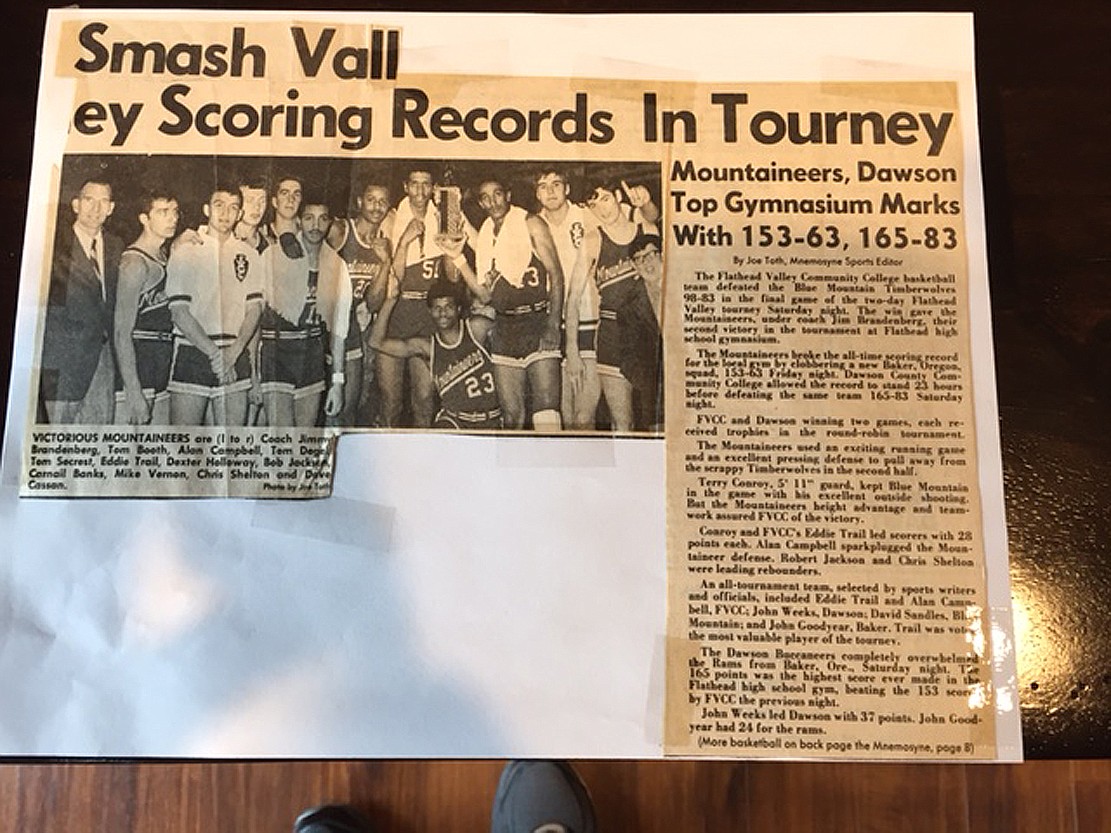 Smash Vall
ey Scoring Records In Tourney
Mountaineers, Dawson
Top Gymnasium Marks
With 153-63, 165-83
By Joe Toth, Mnemosyne Sports Editor
The Flathead Valley Community College basketball
team defeated the Blue Mountain Timberwolves
98-83 in the final game of the two-day Flathead
Valley tourney Saturday night. The win gave the
Mountaineers, under coach Jim Brandenberg, their
second victory in the tournament at Flathead high
school gymnasium.
The Mountaineers broke the all-time scoring record
for the local gym by clobbering a new Baker, Oregon,
squad, 153-63 Friday night. Dawson County Com-
munity College allowed the record to stand 23 hours
before defeating the same team 165-83 Saturday
night.
FVCC and Dawson winning two games, each re-
ceived trophies in the round-robin tournament.
The Mountaineers used an exciting running game
and an excellent pressing defense to pull away from
the scrappy Timberwolves in the second half.
Terry Conroy, 5' 11" guard, kept Blue Mountain
in the game with his excellent outside shooting.
But the Mountaineers height advantage and team-
work assured FVCC of the victory.
Conroy and FVCC's Eddie Trail led scorers with 28
points each. Alan Campbell sparkplugged the Moun-
taineer defense. Robert Jackson and Chris Shelton
were leading rebounders.
An all-tournament team, selected by sports writers
and officials, included Eddie Trail and Alan Camp-
bell, FVCC; John Weeks, Dawson; David Sandles, Bl
Mountain; and John Goodyear, Baker. Trail was vot
the most valuable player of the tourney.
The Dawson Buccaneers completely overwhelmed
the Rams from Baker, Ore., Saturday night. The
165 points was the highest score ever made in the
Flathead high school gym, beating the 153 scor
by FVCC the previous night.
John Weeks led Dawson with 37 points. John Good-
year had 24 for the rams.
(More basketball on back page the Mnemosyne, page 8)
Mountaineers
23
51
VICTORIOUS MOUNTAINEERS are (l to r) Coach Jimmy
Brandenberg, Tom Booth, Alan Campbell, Tem Degal,
Tom Secrest, Eddie Trail, Dexter Holloway, Bob Jackson,
Carnail Banks, Mike Vernon, Chris Shelton and Dave
Casson.
Photo by Joe Toth